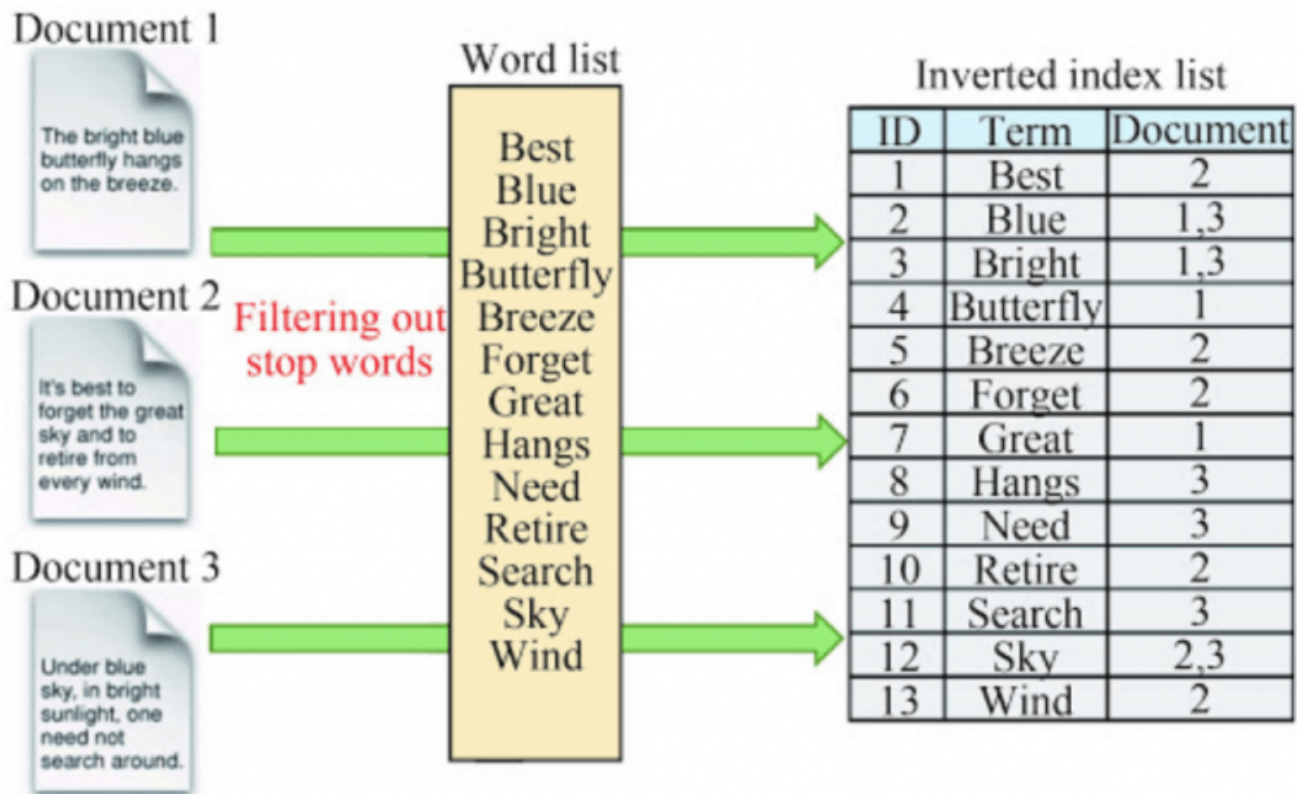 Document 1
The bright blue
butterfly hangs
on the breeze.
Document 2
It's best to
forget the great
sky and to
retire from
every wind.
Document 3
Under blue
sky, in bright
sunlight, one
need not
search around.
Filtering out
stop words
Word list
Best
Blue
Bright
Butterfly
Breeze
Forget
Great
Hangs
Need
Retire
Search
Sky
Wind
Inverted index list
ID Term Document
1 Best 2
2 Blue 1,3
3 Bright 1,3
4 Butterfly 1
5 Breeze 2
6 Forget 2
7 Great 1
8 Hangs 3
9 Need 3
10 Retire 2
11 Search 3
12 Sky 2,3
13 Wind 2